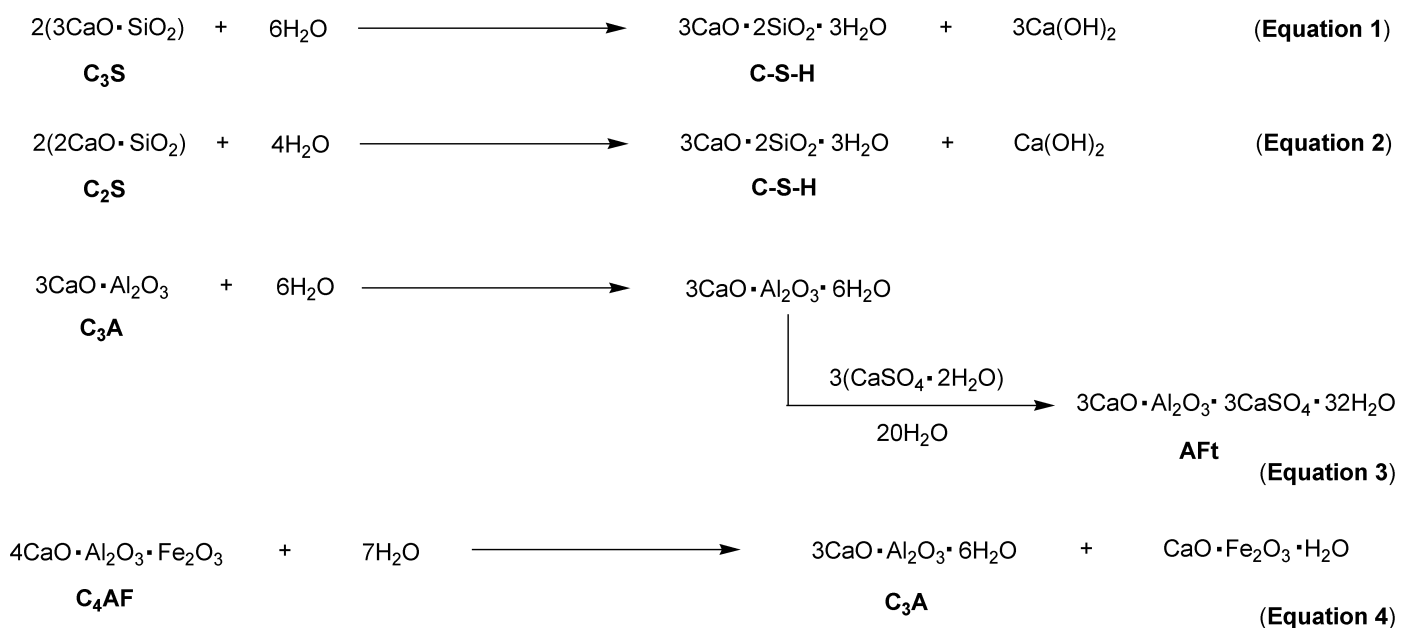 2(3CaO·SiO₂) + 6H₂O 3CaO·2SiO₂·3H₂O + 3Ca(OH)₂ (Equation 1)
C₃S C-S-H
2(2CaO·SiO₂) + 4H₂O 3CaO·2SiO₂·3H₂O + Ca(OH)₂ (Equation 2)
C₂S C-S-H
3CaO·Al₂O₃ + 6H₂O 3CaO·Al₂O₃·6H₂O
C₃A
3(CaSO₄·2H₂O)
3CaO·Al₂O₃·3CaSO₄·32H₂O
20H₂O
AFt
(Equation 3)
4CaO·Al₂O₃·Fe₂O₃ + 7H₂O 3CaO·Al₂O₃·6H₂O + CaO·Fe₂O₃·H₂O
C₄AF C₃A
(Equation 4)